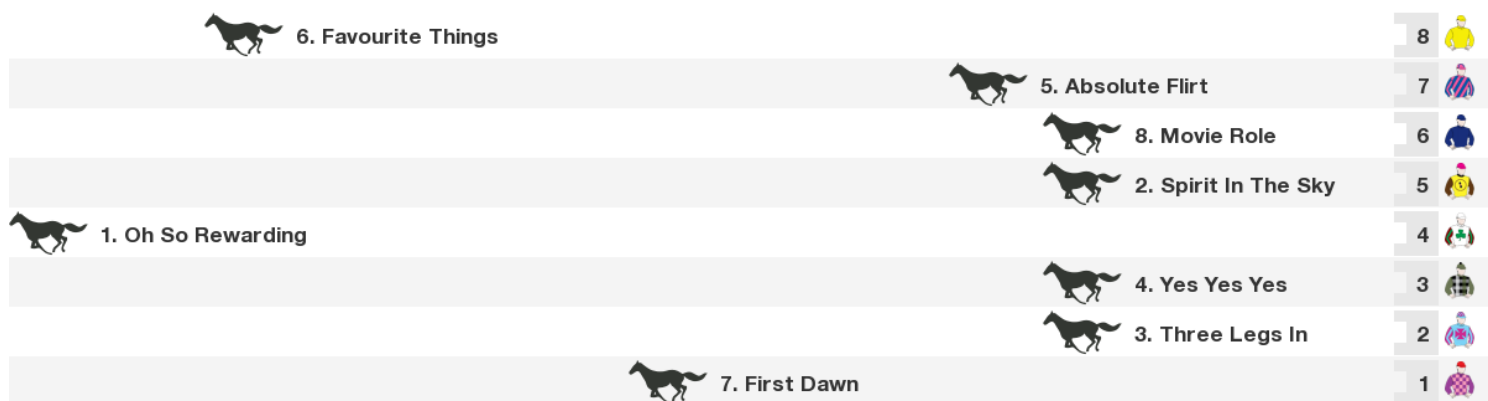 6. Favourite Things 8
5. Absolute Flirt 7
8. Movie Role 6
2. Spirit In The Sky 5
1. Oh So Rewarding 4
4. Yes Yes Yes 3
3. Three Legs In 2
7. First Dawn 1